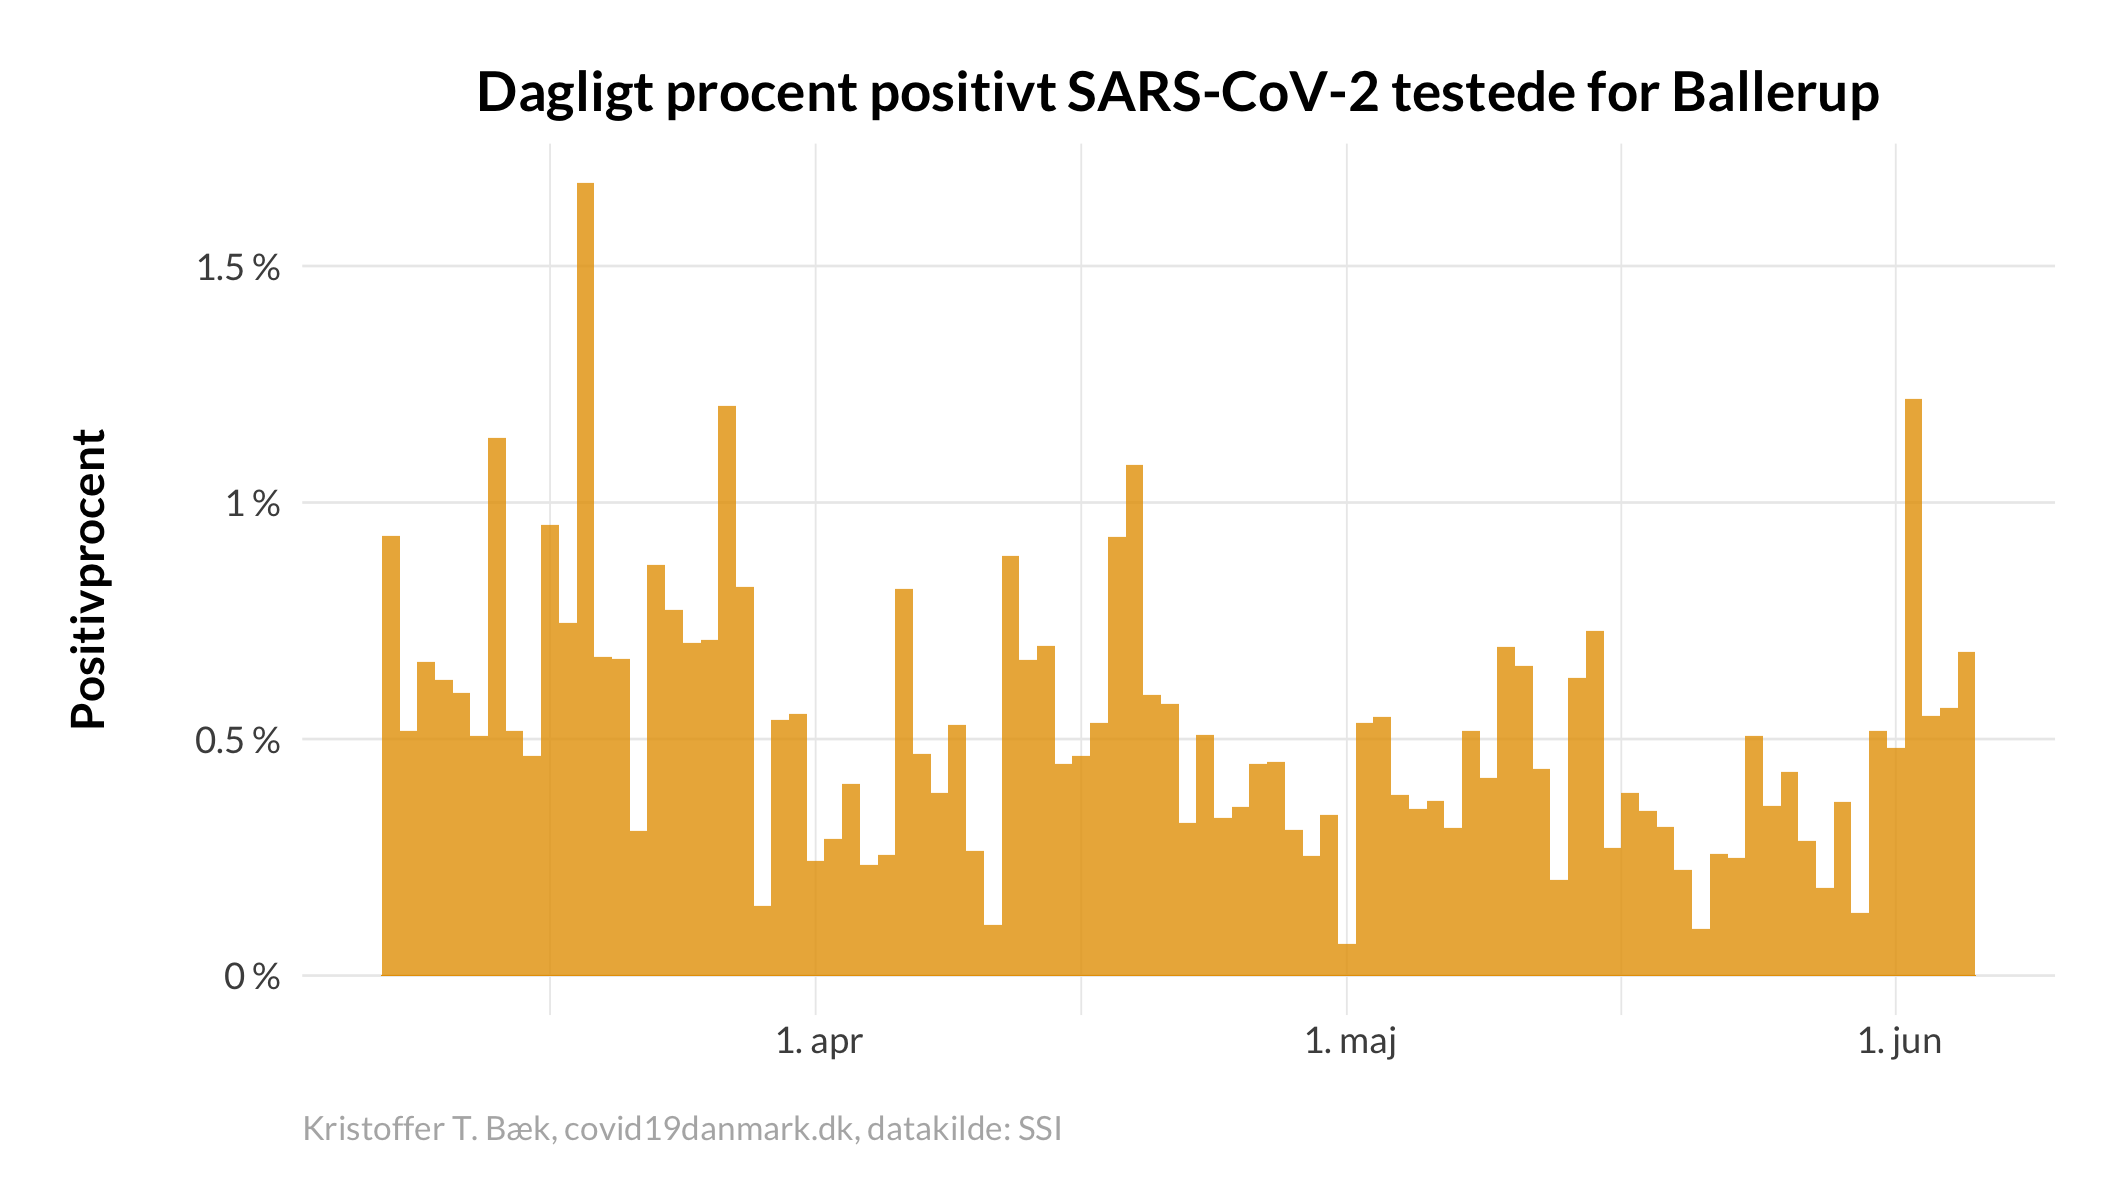 Dagligt procent positivt SARS-CoV-2 testede for Ballerup
Positivprocent
1.5 %
1 %
0.5 %
0 %
1. apr
1. maj
1. jun
Kristoffer T. Bæk, covid19danmark.dk, datakilde: SSI